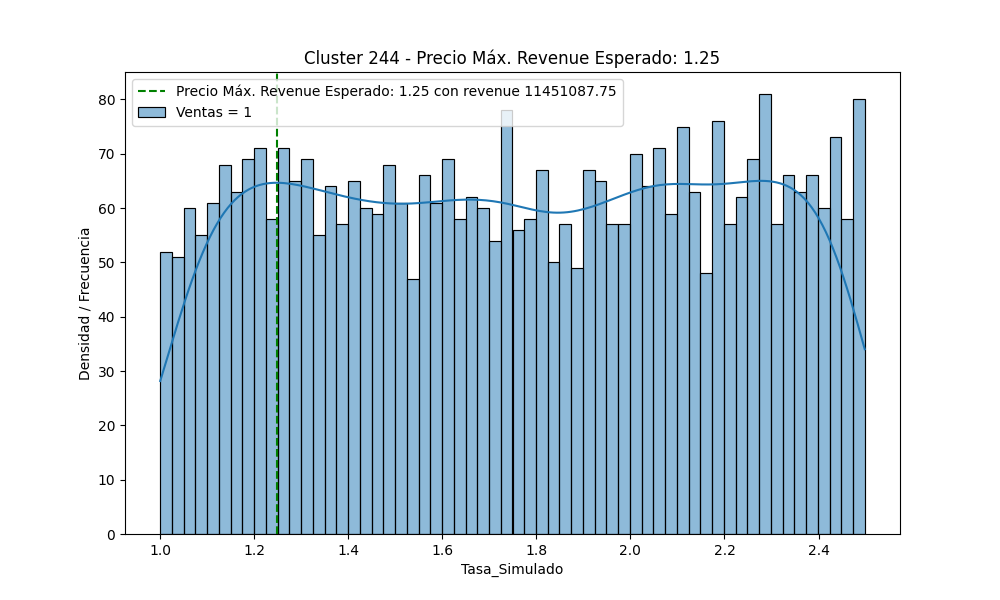 Cluster 244 - Precio Máx. Revenue Esperado: 1.25
Precio Máx. Revenue Esperado: 1.25 con revenue 11451087.75
Ventas = 1
Densidad / Frecuencia
80
70
60
50
40
30
20
10
0
1.0 1.2 1.4 1.6 1.8 2.0 2.2 2.4
Tasa_Simulado